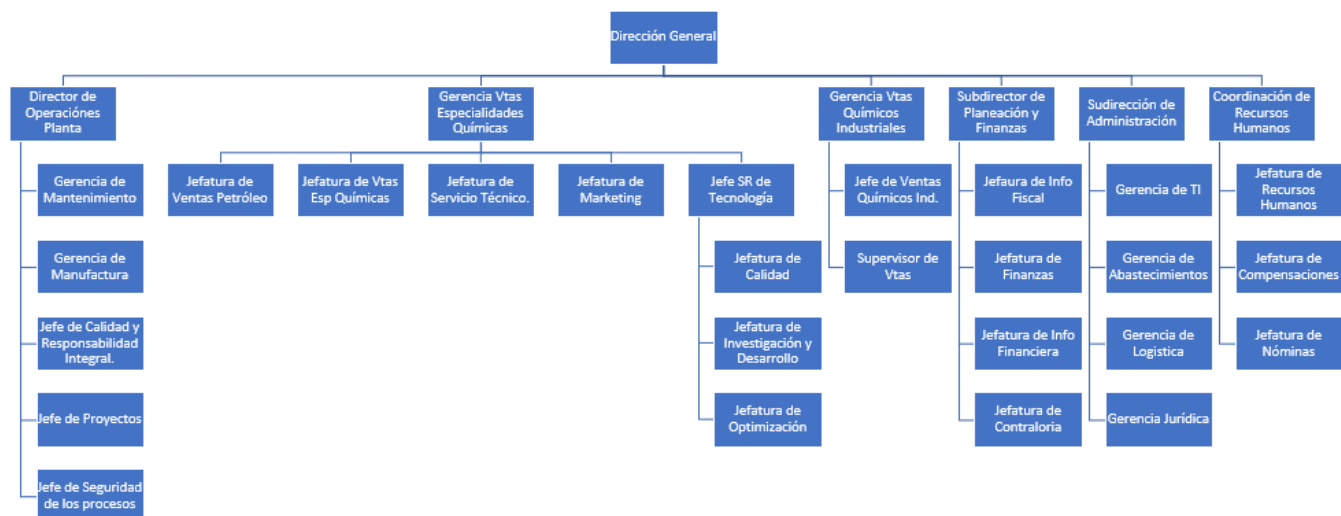 Dirección General
Director de
Operaciónes
Planta
Gerencia Vtas
Especialidades
Químicas
Gerencia Vtas
Químicos
Industriales
Subdirector de
Planeación y
Finanzas
Sudirección de
Administración
Coordinación de
Recursos
Humanos
Gerencia de
Mantenimiento
Jefatura de
Ventas Petróleo
Jefatura de Vtas
Esp Químicas
Jefatura de
Servicio Técnico.
Jefatura de
Marketing
Jefe SR de
Tecnología
Jefe de Ventas
Químicos Ind.
Jefaura de Info
Fiscal
Gerencia de TI
Jefatura de
Recursos
Humanos
Gerencia de
Manufactura
Jefatura de
Calidad
Supervisor de
Vtas
Jefatura de
Finanzas
Gerencia de
Abastecimientos
Jefatura de
Compensaciones
Jefe de Calidad y
Responsabilidad
Integral.
Jefatura de
Investigación y
Desarrollo
Jefatura de Info
Financiera
Gerencia de
Logistica
Jefatura de
Nóminas
Jefe de Proyectos
Jefatura de
Optimización
Jefatura de
Contraloria
Gerencia Jurídica
Jefe de Seguridad
de los procesos